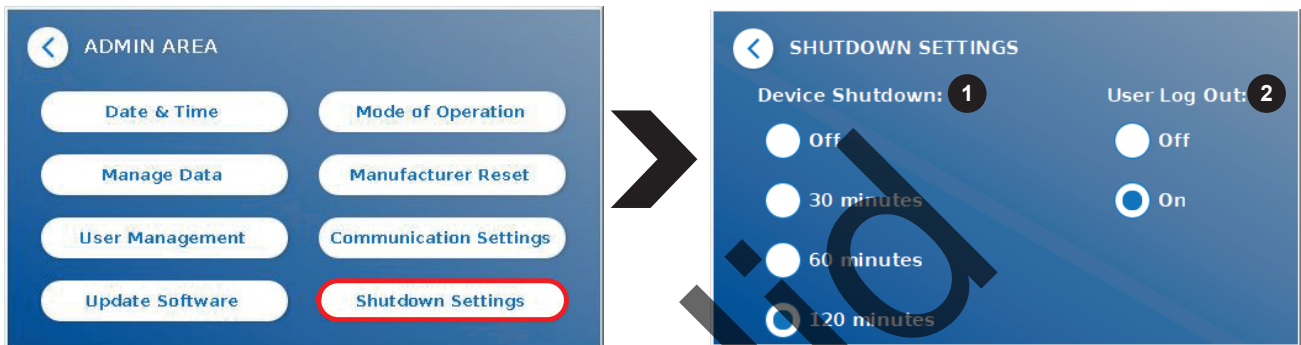 ADMIN AREA
Date & Time
Mode of Operation
Manage Data
Manufacturer Reset
User Management
Communication Settings
Update Software
Shutdown Settings
SHUTDOWN SETTINGS
Device Shutdown: 1
User Log Out: 2
Off
Off
30 minutes
On
60 minutes
120 minutes